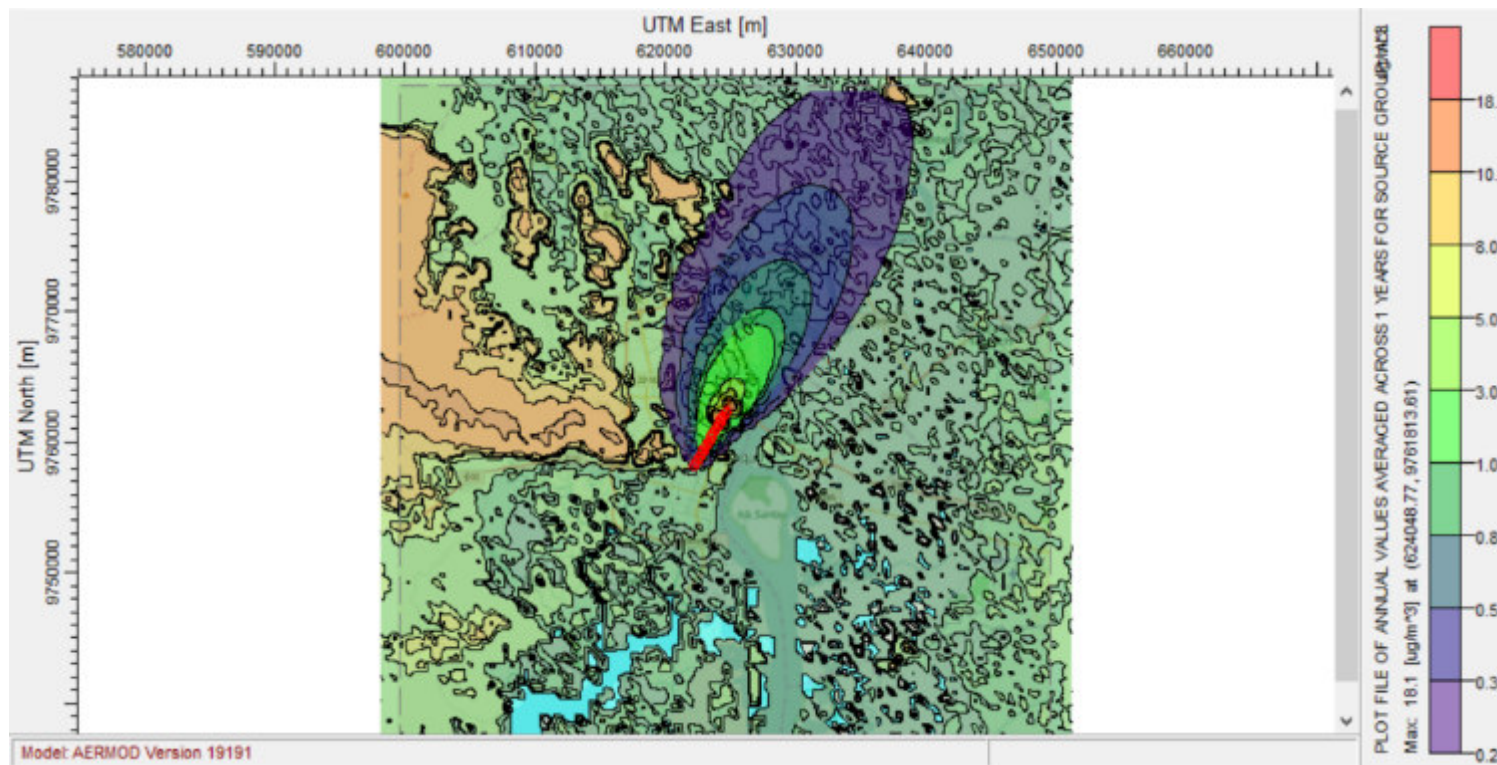 UTM East [m]
580000 590000 600000 610000 620000 630000 640000 650000 660000
UTM North [m]
9780000
9770000
9760000
9750000
PLOT FILE OF ANNUAL VALUES AVERAGED ACROSS 1 YEARS FOR SOURCE GROUP:
Max: 18.1 [ug/m^3] at (624048.77, 9761813.61)
18.
10.
8.0
5.0
3.0
1.0
0.8
0.5
0.3
0.2
Model: AERMOD Version 19191